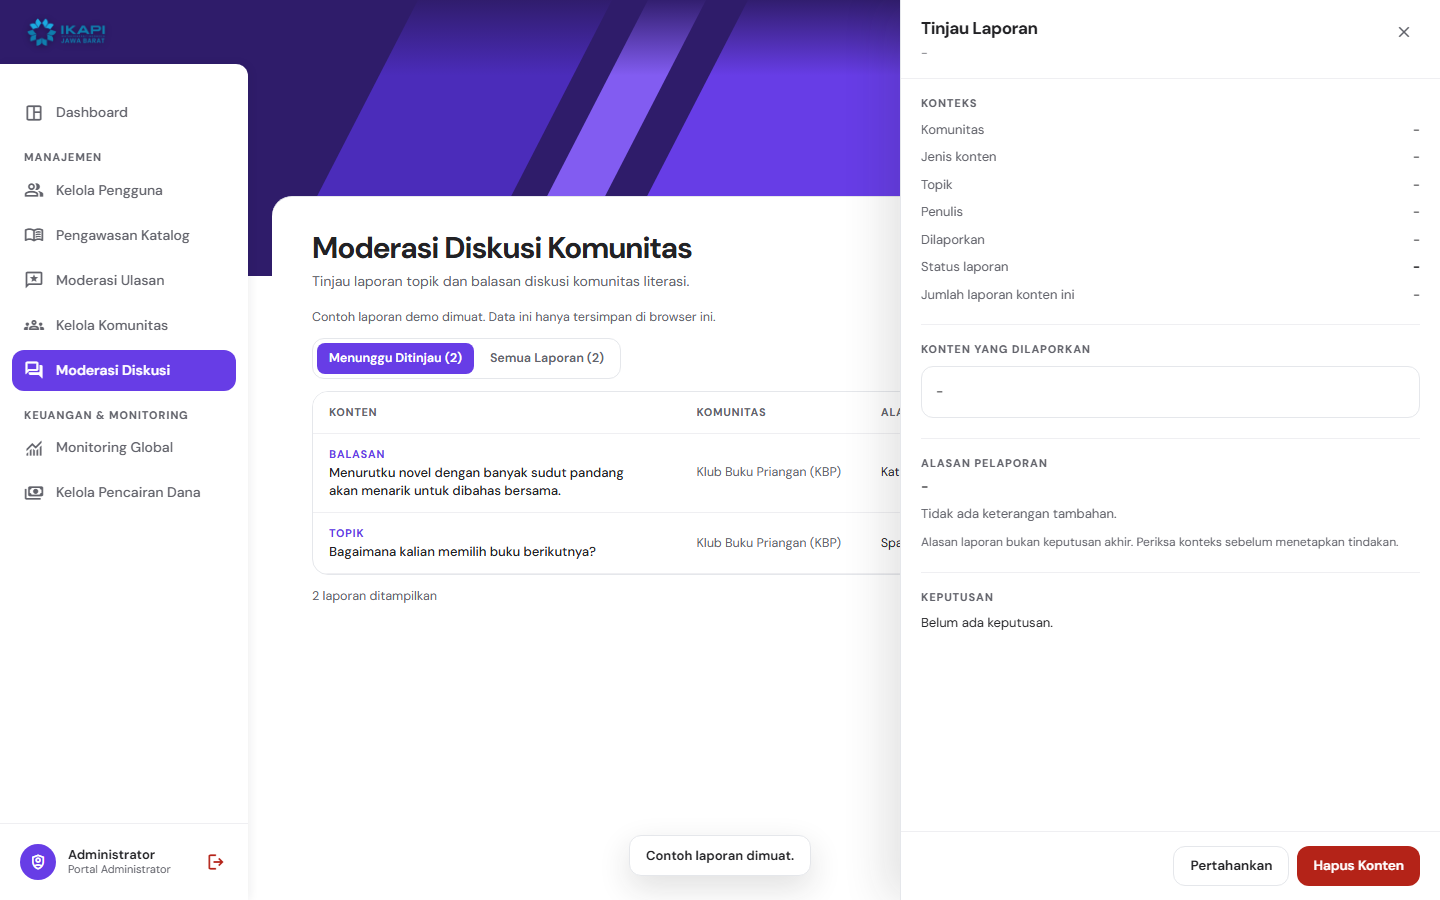 IKAPI
JAWA BARAT
Dashboard
MANAJEMEN
Kelola Pengguna
Pengawasan Katalog
Moderasi Ulasan
Kelola Komunitas
Moderasi Diskusi
KEUANGAN & MONITORING
Monitoring Global
Kelola Pencairan Dana
Administrator
Portal Administrator
Moderasi Diskusi Komunitas
Tinjau laporan topik dan balasan diskusi komunitas literasi.
Contoh laporan demo dimuat. Data ini hanya tersimpan di browser ini.
Menunggu Ditinjau (2) Semua Laporan (2)
KONTEN KOMUNITAS ALA
BALASAN
Menurutku novel dengan banyak sudut pandang
akan menarik untuk dibahas bersama.
Klub Buku Priangan (KBP) Kat
TOPIK
Bagaimana kalian memilih buku berikutnya?
Klub Buku Priangan (KBP) Spa
2 laporan ditampilkan
Contoh laporan dimuat.
Tinjau Laporan
-
KONTEKS
Komunitas -
Jenis konten -
Topik -
Penulis -
Dilaporkan -
Status laporan -
Jumlah laporan konten ini -
KONTEN YANG DILAPORKAN
-
ALASAN PELAPORAN
-
Tidak ada keterangan tambahan.
Alasan laporan bukan keputusan akhir. Periksa konteks sebelum menetapkan tindakan.
KEPUTUSAN
Belum ada keputusan.
Pertahankan Hapus Konten